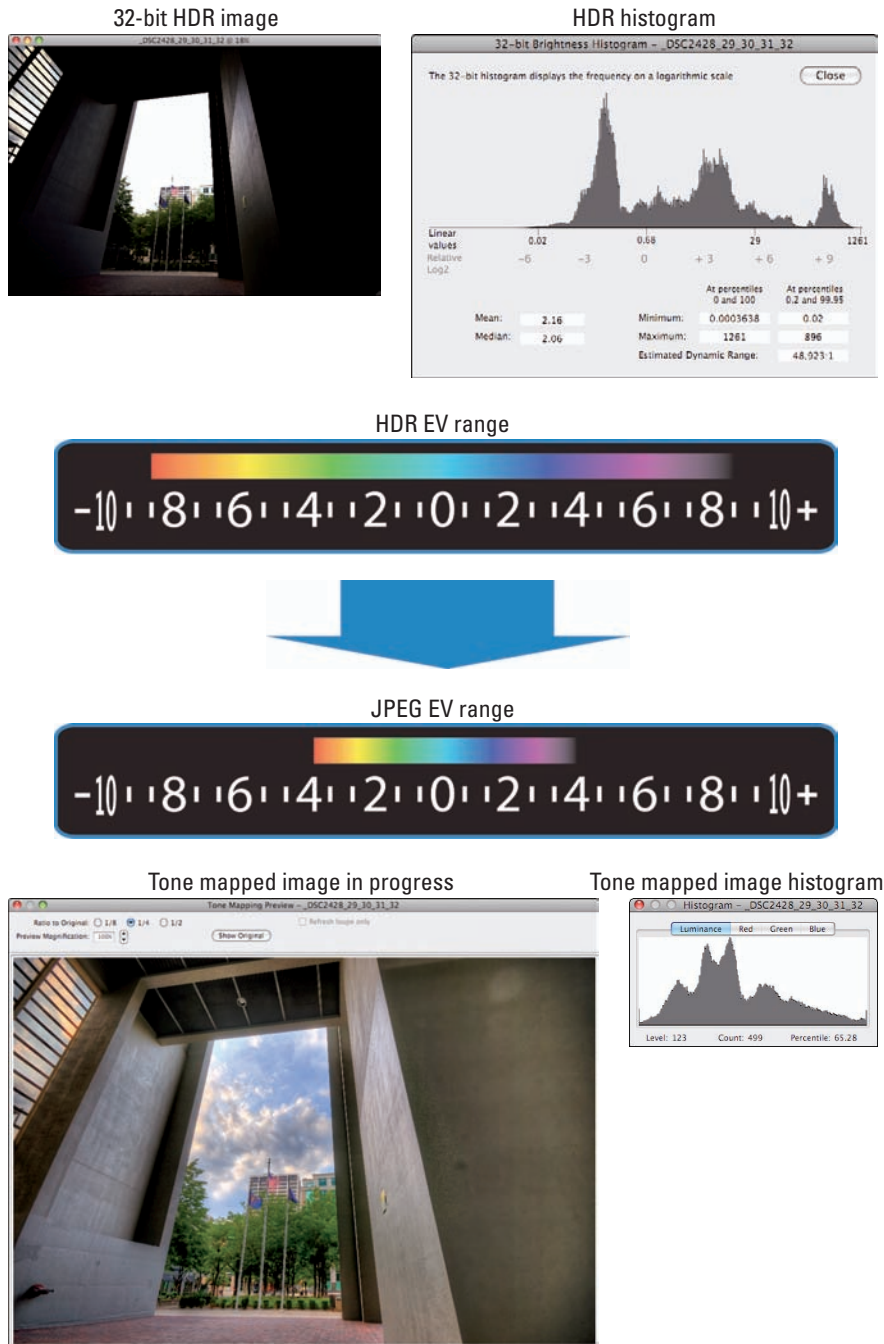 32-bit HDR image
HDR histogram
_DSC2428_29_30_31_32 @ 18%
32-bit Brightness Histogram – _DSC2428_29_30_31_32
The 32-bit histogram displays the frequency on a logarithmic scale
Close
Linear values
0.02 0.68 29 1261
Relative Log2
-6 -3 0 +3 +6 +9
At percentiles 0 and 100
At percentiles 0.2 and 99.95
Mean: 2.16
Minimum: 0.0003638 0.02
Median: 2.06
Maximum: 1261 896
Estimated Dynamic Range: 48,923:1
HDR EV range
-10 8 6 4 2 0 2 4 6 8 10+
JPEG EV range
-10 8 6 4 2 0 2 4 6 8 10+
Tone mapped image in progress
Tone mapped image histogram
Tone Mapping Preview – _DSC2428_29_30_31_32
Ratio to Original: 1/8 1/4 1/2
Refresh loupe only
Preview Magnification: 100%
Show Original
Histogram – _DSC2428_29_30_31_32
Luminance Red Green Blue
Level: 123 Count: 499 Percentile: 65.28